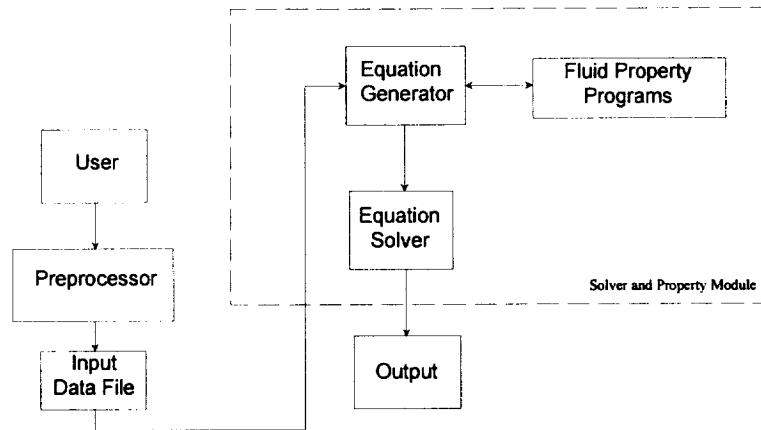 User
Preprocessor
Input
Data File
Equation
Generator
Fluid Property
Programs
Equation
Solver
Solver and Property Module
Output